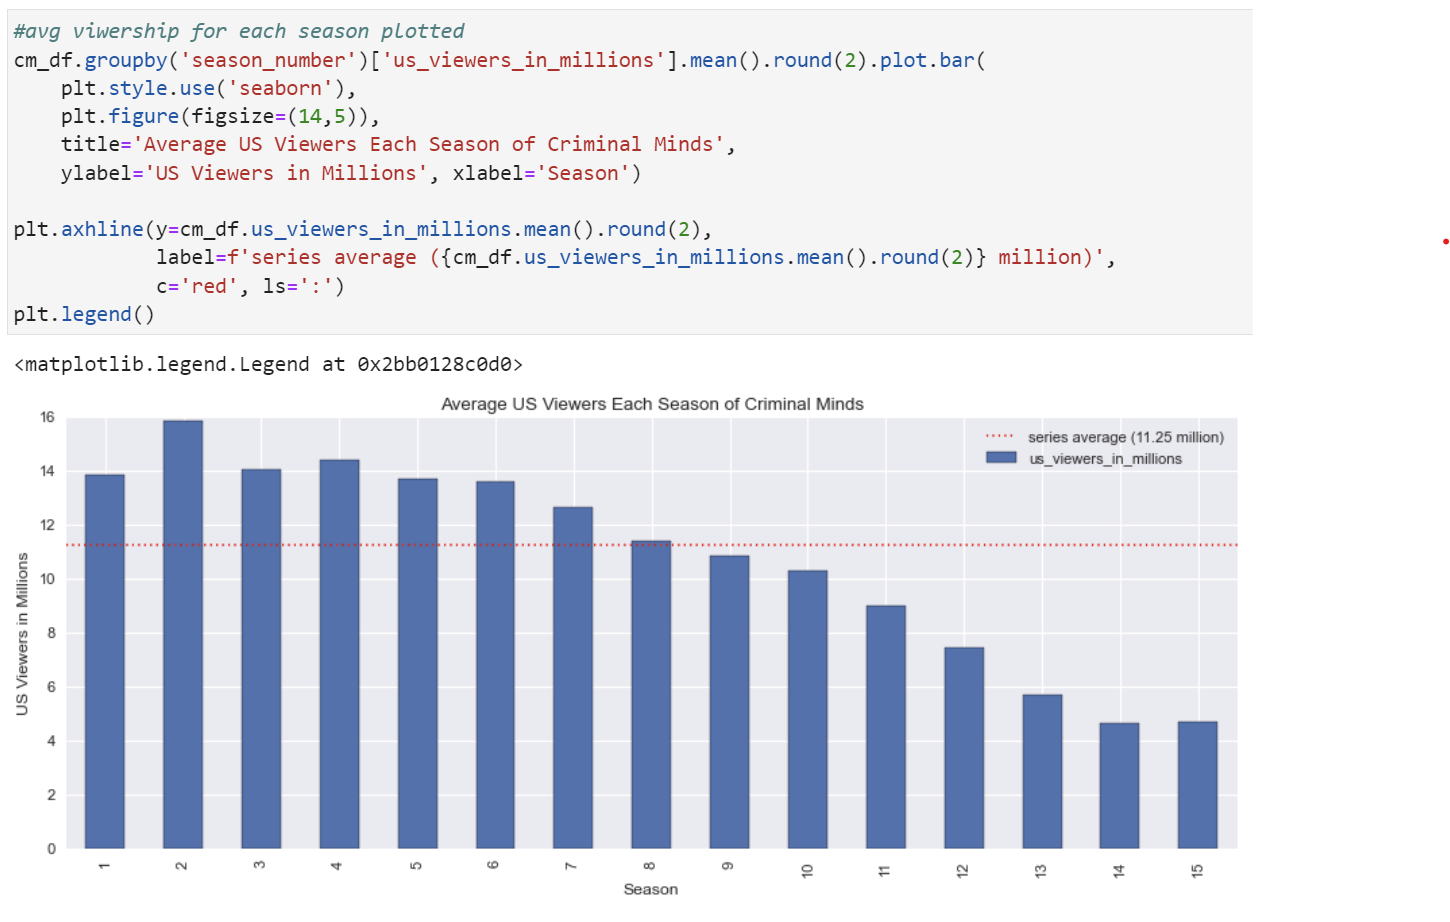 #avg viwership for each season plotted
cm_df.groupby('season_number')['us_viewers_in_millions'].mean().round(2).plot.bar(
    plt.style.use('seaborn'),
    plt.figure(figsize=(14,5)),
    title='Average US Viewers Each Season of Criminal Minds',
    ylabel='US Viewers in Millions', xlabel='Season')
plt.axhline(y=cm_df.us_viewers_in_millions.mean().round(2),
            label=f'series average ({cm_df.us_viewers_in_millions.mean().round(2)} million)',
            c='red', ls=':')
plt.legend()
<matplotlib.legend.Legend at 0x2bb0128c0d0>
Average US Viewers Each Season of Criminal Minds
series average (11.25 million)
us_viewers_in_millions
US Viewers in Millions
16
14
12
10
8
6
4
2
0
1 2 3 4 5 6 7 8 9 10 11 12 13 14 15
Season